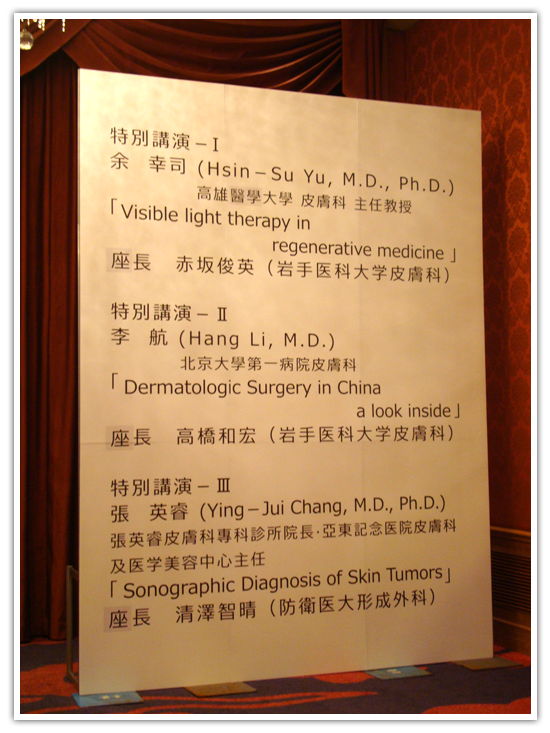 特別講演－Ⅰ
余　幸司 (Hsin－Su Yu, M.D., Ph.D.)
高雄醫學大學 皮膚科 主任教授
「Visible light therapy in
regenerative medicine」
座長　赤坂俊英（岩手医科大学皮膚科）
特別講演－Ⅱ
李　航 (Hang Li, M.D.)
北京大學第一病院皮膚科
「Dermatologic Surgery in China
a look inside」
座長　高橋和宏（岩手医科大学皮膚科）
特別講演－Ⅲ
張　英睿 (Ying－Jui Chang, M.D., Ph.D.)
張英睿皮膚科専科診所院長·亞東記念医院皮膚科
及医学美容中心主任
「Sonographic Diagnosis of Skin Tumors」
座長　清澤智晴（防衛医大形成外科）